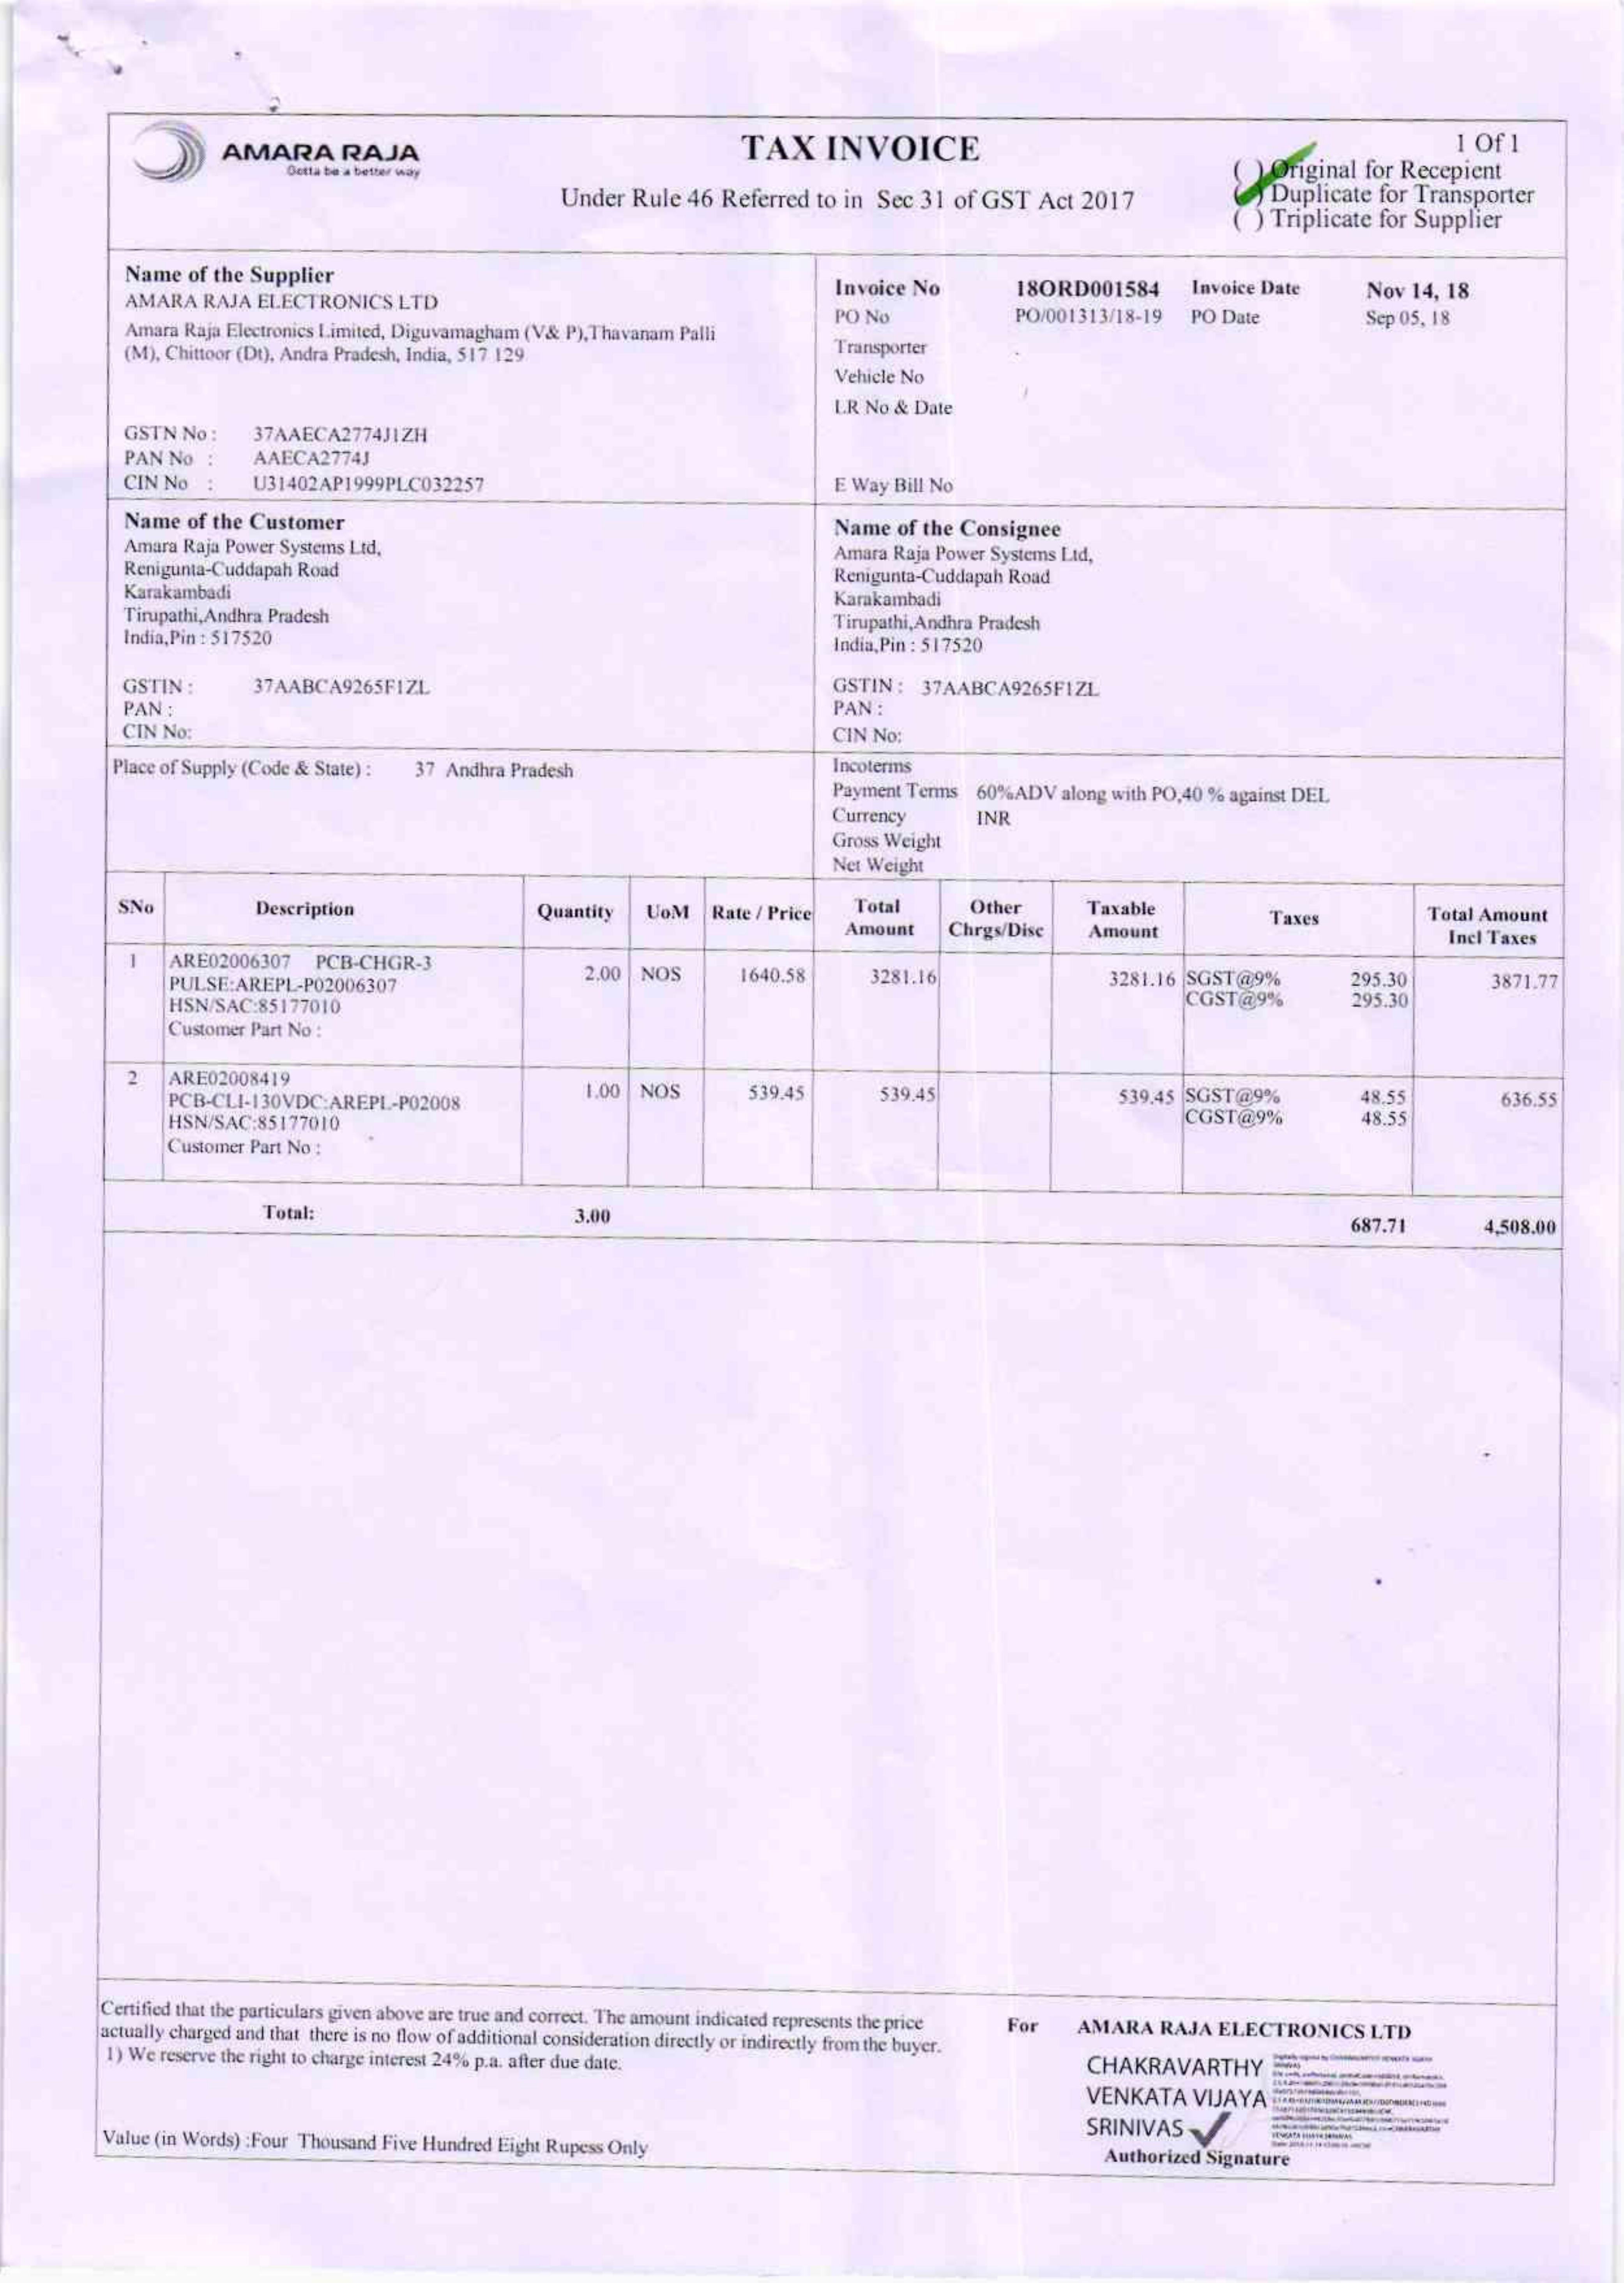 AMARA RAJA
Gotta be a better way
TAX INVOICE
Under Rule 46 Referred to in Sec 31 of GST Act 2017
1 Of 1
( ) Original for Recepient
( ) Duplicate for Transporter
( ) Triplicate for Supplier
Name of the Supplier
AMARA RAJA ELECTRONICS LTD
Amara Raja Electronics Limited, Diguvamagham (V& P),Thavanam Palli
(M), Chittoor (Dt), Andra Pradesh, India, 517 129
GSTN No : 37AAECA2774J1ZH
PAN No : AAECA2774J
CIN No : U31402AP1999PLC032257
Invoice No 18ORD001584 Invoice Date Nov 14, 18
PO No PO/001313/18-19 PO Date Sep 05, 18
Transporter
Vehicle No
LR No & Date
E Way Bill No
Name of the Customer
Amara Raja Power Systems Ltd,
Renigunta-Cuddapah Road
Karakambadi
Tirupathi,Andhra Pradesh
India,Pin : 517520
GSTIN : 37AABCA9265F1ZL
PAN :
CIN No:
Name of the Consignee
Amara Raja Power Systems Ltd,
Renigunta-Cuddapah Road
Karakambadi
Tirupathi,Andhra Pradesh
India,Pin : 517520
GSTIN : 37AABCA9265F1ZL
PAN :
CIN No:
Place of Supply (Code & State) : 37 Andhra Pradesh
Incoterms
Payment Terms 60%ADV along with PO,40 % against DEL
Currency INR
Gross Weight
Net Weight
SNo Description Quantity UoM Rate / Price Total Amount Other Chrgs/Disc Taxable Amount Taxes Total Amount Incl Taxes
1 ARE02006307 PCB-CHGR-3 2.00 NOS 1640.58 3281.16 3281.16 SGST@9% 295.30 3871.77
PULSE:AREPL-P02006307 CGST@9% 295.30
HSN/SAC:85177010
Customer Part No :
2 ARE02008419 1.00 NOS 539.45 539.45 539.45 SGST@9% 48.55 636.55
PCB-CLI-130VDC:AREPL-P02008 CGST@9% 48.55
HSN/SAC:85177010
Customer Part No :
Total: 3.00 687.71 4,508.00
Certified that the particulars given above are true and correct. The amount indicated represents the price
actually charged and that there is no flow of additional consideration directly or indirectly from the buyer.
1) We reserve the right to charge interest 24% p.a. after due date.
Value (in Words) :Four Thousand Five Hundred Eight Rupess Only
For AMARA RAJA ELECTRONICS LTD
CHAKRAVARTHY
VENKATA VIJAYA
SRINIVAS
Authorized Signature